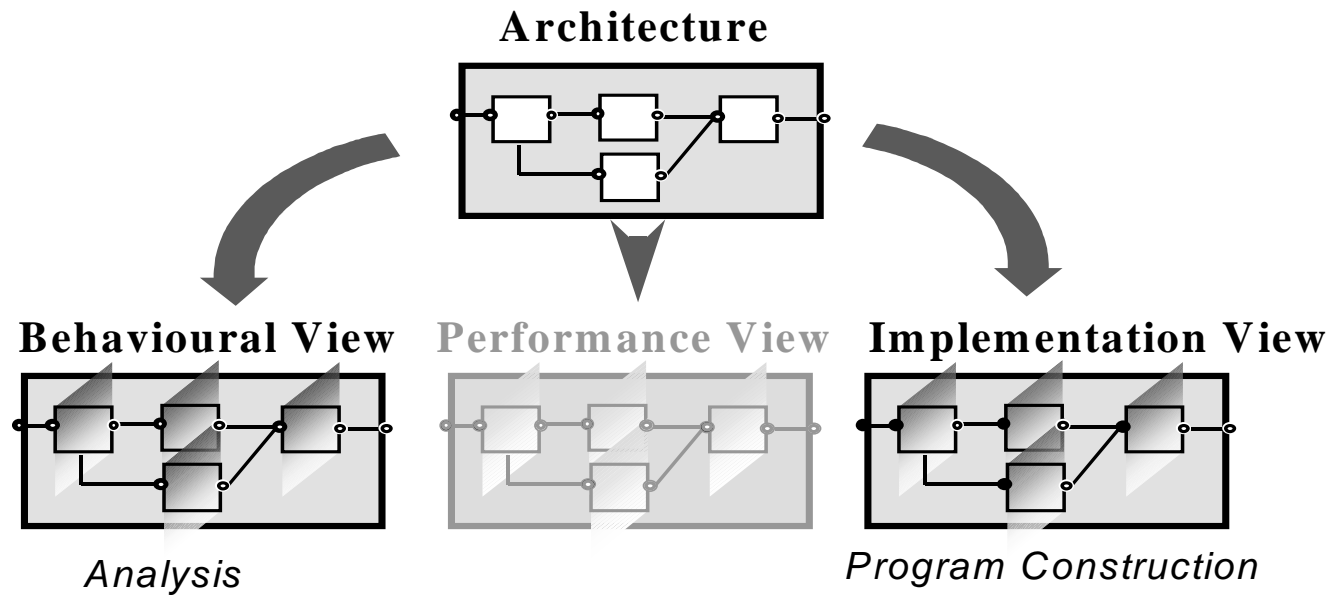 Architecture
Behavioural View
Performance View
Implementation View
Analysis
Program Construction